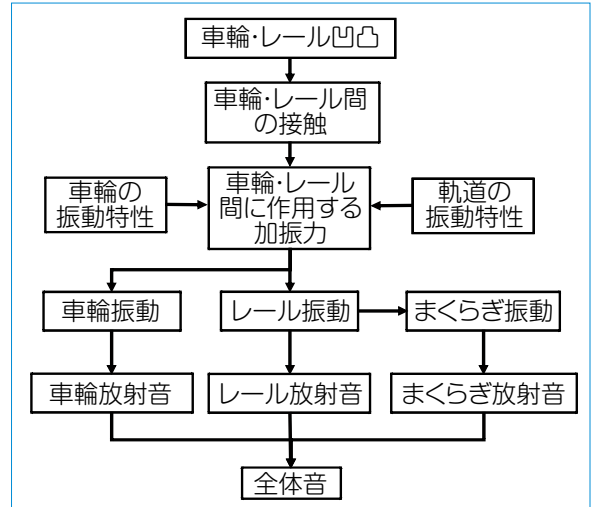 車輪・レール凹凸
車輪・レール間
の接触
車輪の
振動特性
車輪・レール
間に作用する
加振力
軌道の
振動特性
車輪振動
レール振動
まくらぎ振動
車輪放射音
レール放射音
まくらぎ放射音
全体音